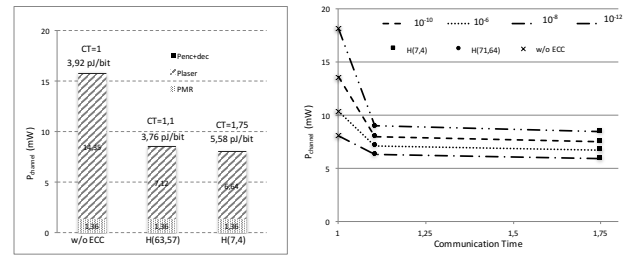 20
15
10
5
0
P channel (mW)
CT=1
3,92 pJ/bit
CT=1,1
3,76 pJ/bit
CT=1,75
5,58 pJ/bit
Penc+dec
Plaser
PMR
14,35
7,12
6,64
1,36
1,36
1,36
w/o ECC
H(63,57)
H(7,4)
20
15
10
5
0
P channel (mW)
10-10
10-6
10-8
10-12
H(7,4)
H(71,64)
w/o ECC
1
1,25
1,5
1,75
Communication Time